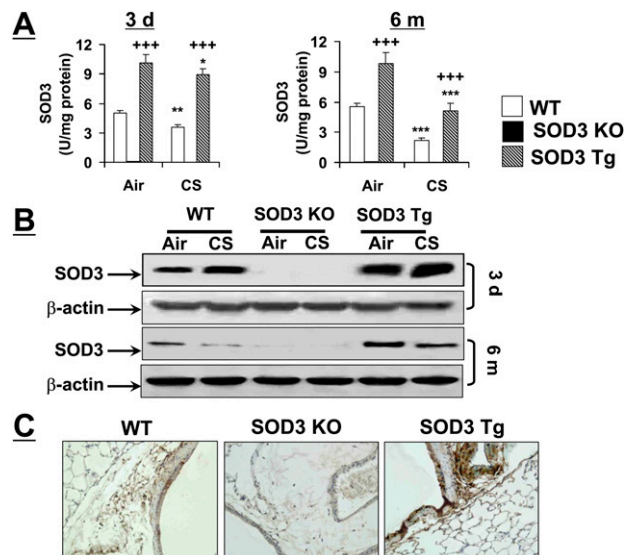 A
3 d
6 m
SOD3
(U/mg protein)
12
9
6
3
0
+++
+++
*
**
Air
CS
SOD3
(U/mg protein)
12
9
6
3
0
+++
+++
***
***
Air
CS
WT
SOD3 KO
SOD3 Tg
B
WT
SOD3 KO
SOD3 Tg
Air
CS
Air
CS
Air
CS
SOD3
β-actin
3 d
SOD3
β-actin
6 m
C
WT
SOD3 KO
SOD3 Tg